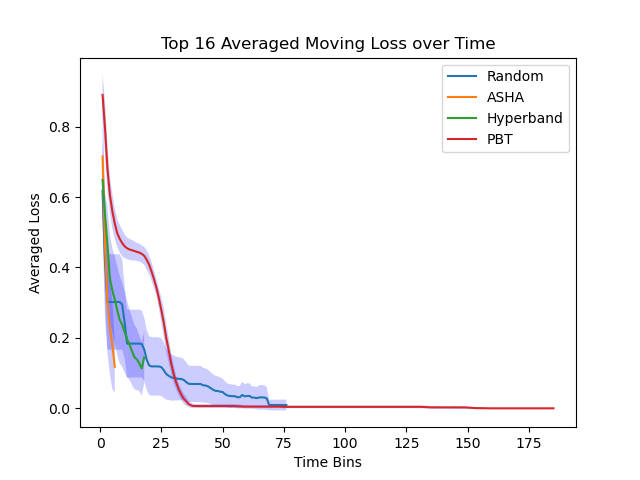 Top 16 Averaged Moving Loss over Time
Random
ASHA
Hyperband
PBT
Averaged Loss
0.8
0.6
0.4
0.2
0.0
0 25 50 75 100 125 150 175
Time Bins